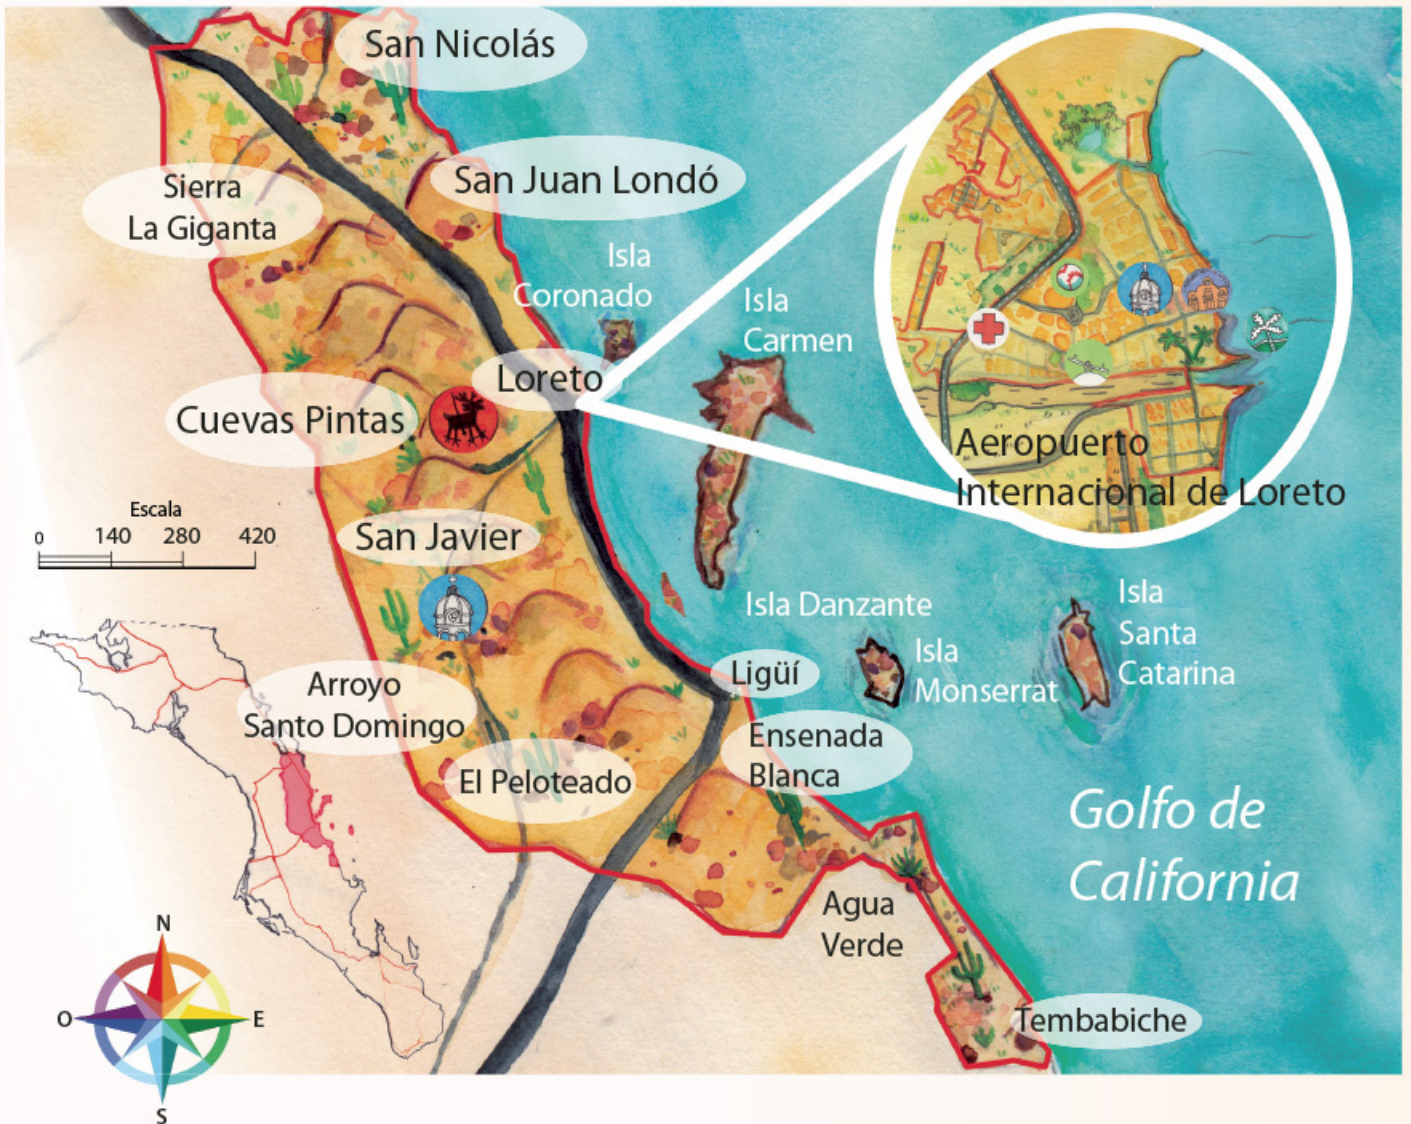 San Nicolás
Sierra
La Giganta
San Juan Londó
Isla
Coronado
Isla
Carmen
Loreto
Cuevas Pintas
Aeropuerto
Internacional de Loreto
Escala
0 140 280 420
San Javier
Isla Danzante
Isla
Santa
Catarina
Isla
Monserrat
Ligüí
Arroyo
Santo Domingo
Ensenada
Blanca
El Peloteado
Golfo de
California
Agua
Verde
N
O
E
S
Tembabiche